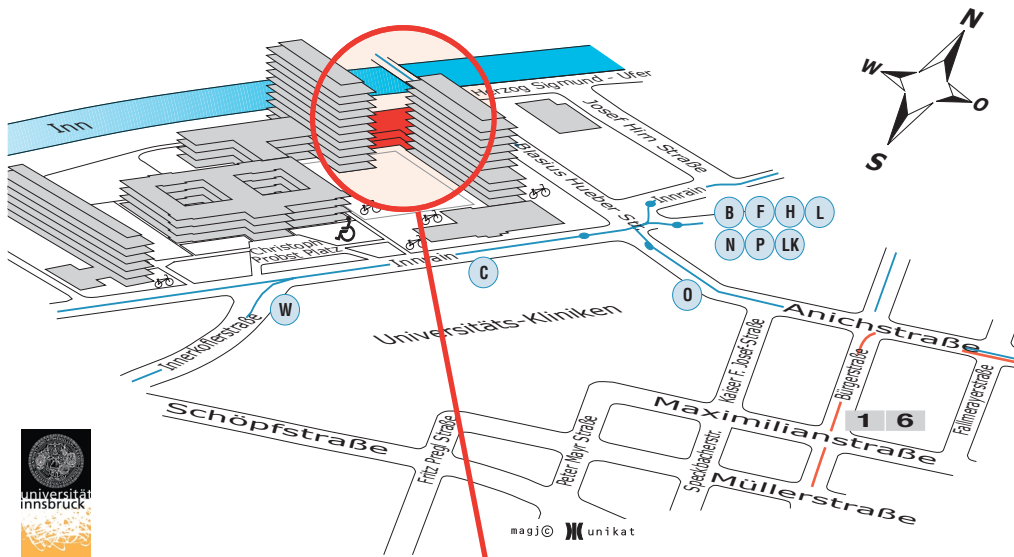 N
W
O
S
Inn
Herzog Sigmund - Ufer
Josef Hirn Straße
Blasius Hueber Str.
Innrain
B F H L
N P LK
Christoph
Probst Platz
Innrain
C
W
O
Innerkoflerstraße
Universitäts-Kliniken
Anichstraße
Kaiser F. Josef-Straße
Bürgerstraße
Fallmerayerstraße
Schöpfstraße
Maximilianstraße
1 6
Fritz Pregl Straße
Peter Mayr Straße
Speckbacherstr.
Müllerstraße
universität
innsbruck
magj© unikat